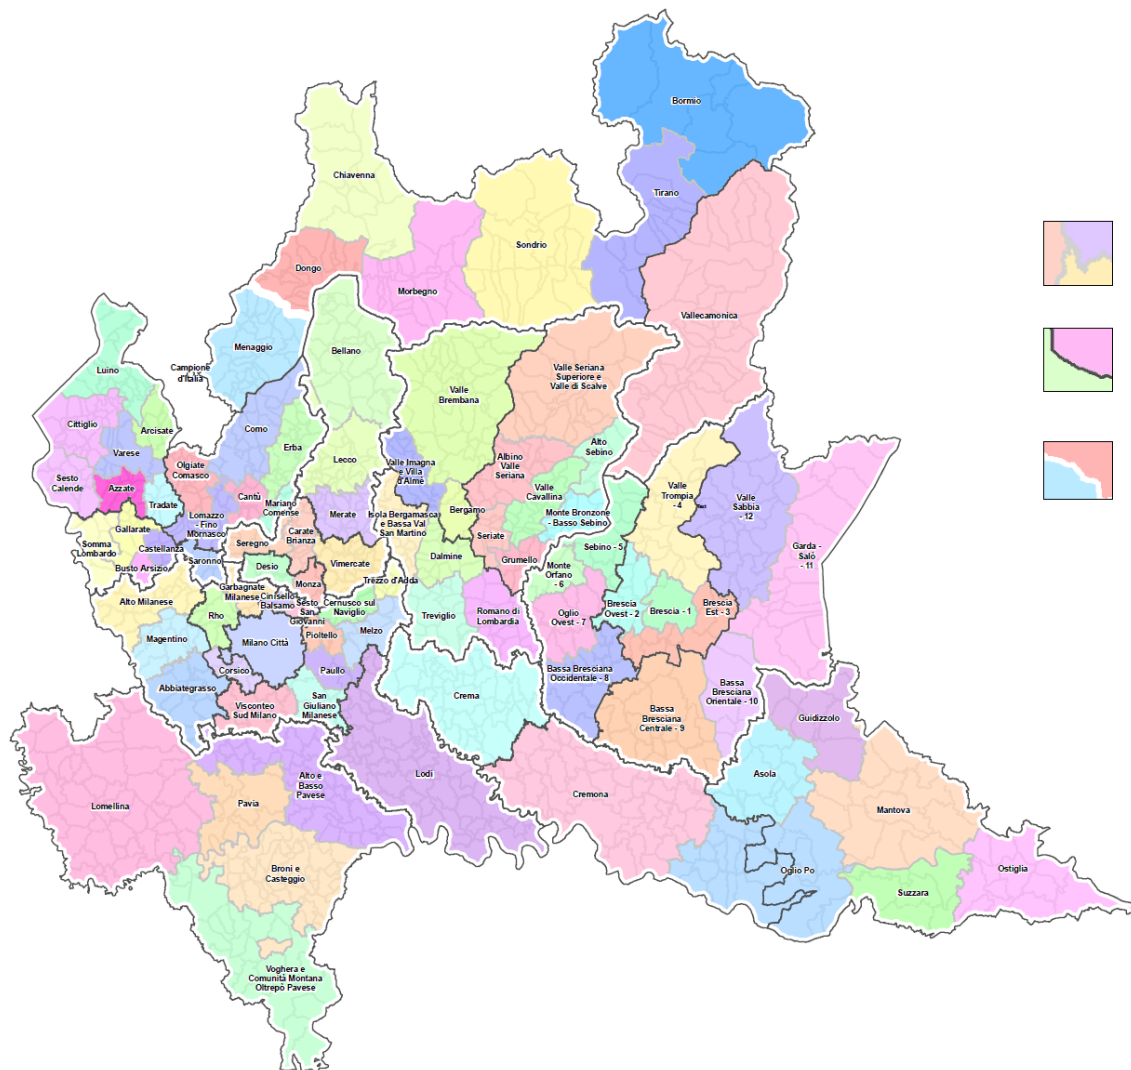 Bormio
Chiavenna
Tirano
Sondrio
Dongo
Morbegno
Vallecamonica
Menaggio
Bellano
Campione
d'Italia
Luino
Valle Seriana
Superiore e
Valle di Scalve
Valle
Brembana
Cittiglio
Arcisate
Como
Erba
Varese
Lecco
Olgiate
Comasco
Valle Imagna
e Villa
d'Almè
Albino
Valle
Seriana
Alto
Sebino
Sesto
Calende
Azzate
Tradate
Cantù
Mariano
Comense
Merate
Valle
Cavallina
Valle
Trompia
- 4
Valle
Sabbia
- 12
Lomazzo
- Fino
Mornasco
Isola Bergamasca
e Bassa Val
San Martino
Bergamo
Monte Bronzone
- Basso Sebino
Gallarate
Somma
Lombardo
Castellanza
Seregno
Carate
Brianza
Seriate
Garda -
Salò
- 11
Sebino - 5
Saronno
Busto Arsizio
Desio
Vimercate
Dalmine
Grumello
Monte
Orfano
- 6
Garbagnate
Milanese
Cinisello
Balsamo
Monza
Trezzo d'Adda
Alto Milanese
Rho
Sesto
San
Giovanni
Cernusco sul
Naviglio
Treviglio
Romano di
Lombardia
Oglio
Ovest - 7
Brescia
Ovest - 2
Brescia - 1
Brescia
Est - 3
Magentino
Milano Città
Pioltello
Melzo
Corsico
Paullo
Bassa Bresciana
Occidentale - 8
Abbiategrasso
Visconteo
Sud Milano
San
Giuliano
Milanese
Crema
Bassa
Bresciana
Orientale - 10
Bassa
Bresciana
Centrale - 9
Guidizzolo
Lomellina
Pavia
Alto e
Basso
Pavese
Lodi
Cremona
Asola
Mantova
Broni e
Casteggio
Oglio Po
Suzzara
Ostiglia
Voghera e
Comunità Montana
Oltrepò Pavese